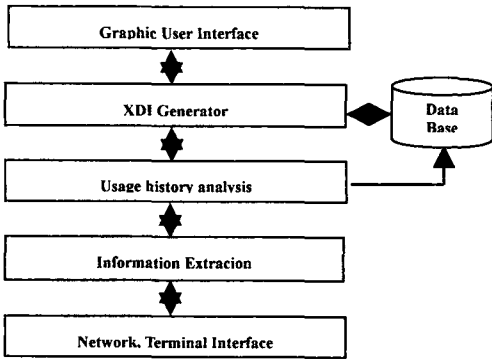 Graphic User Interface
XDI Generator
Data
Base
Usage history analysis
Information Extracion
Network. Terminal Interface